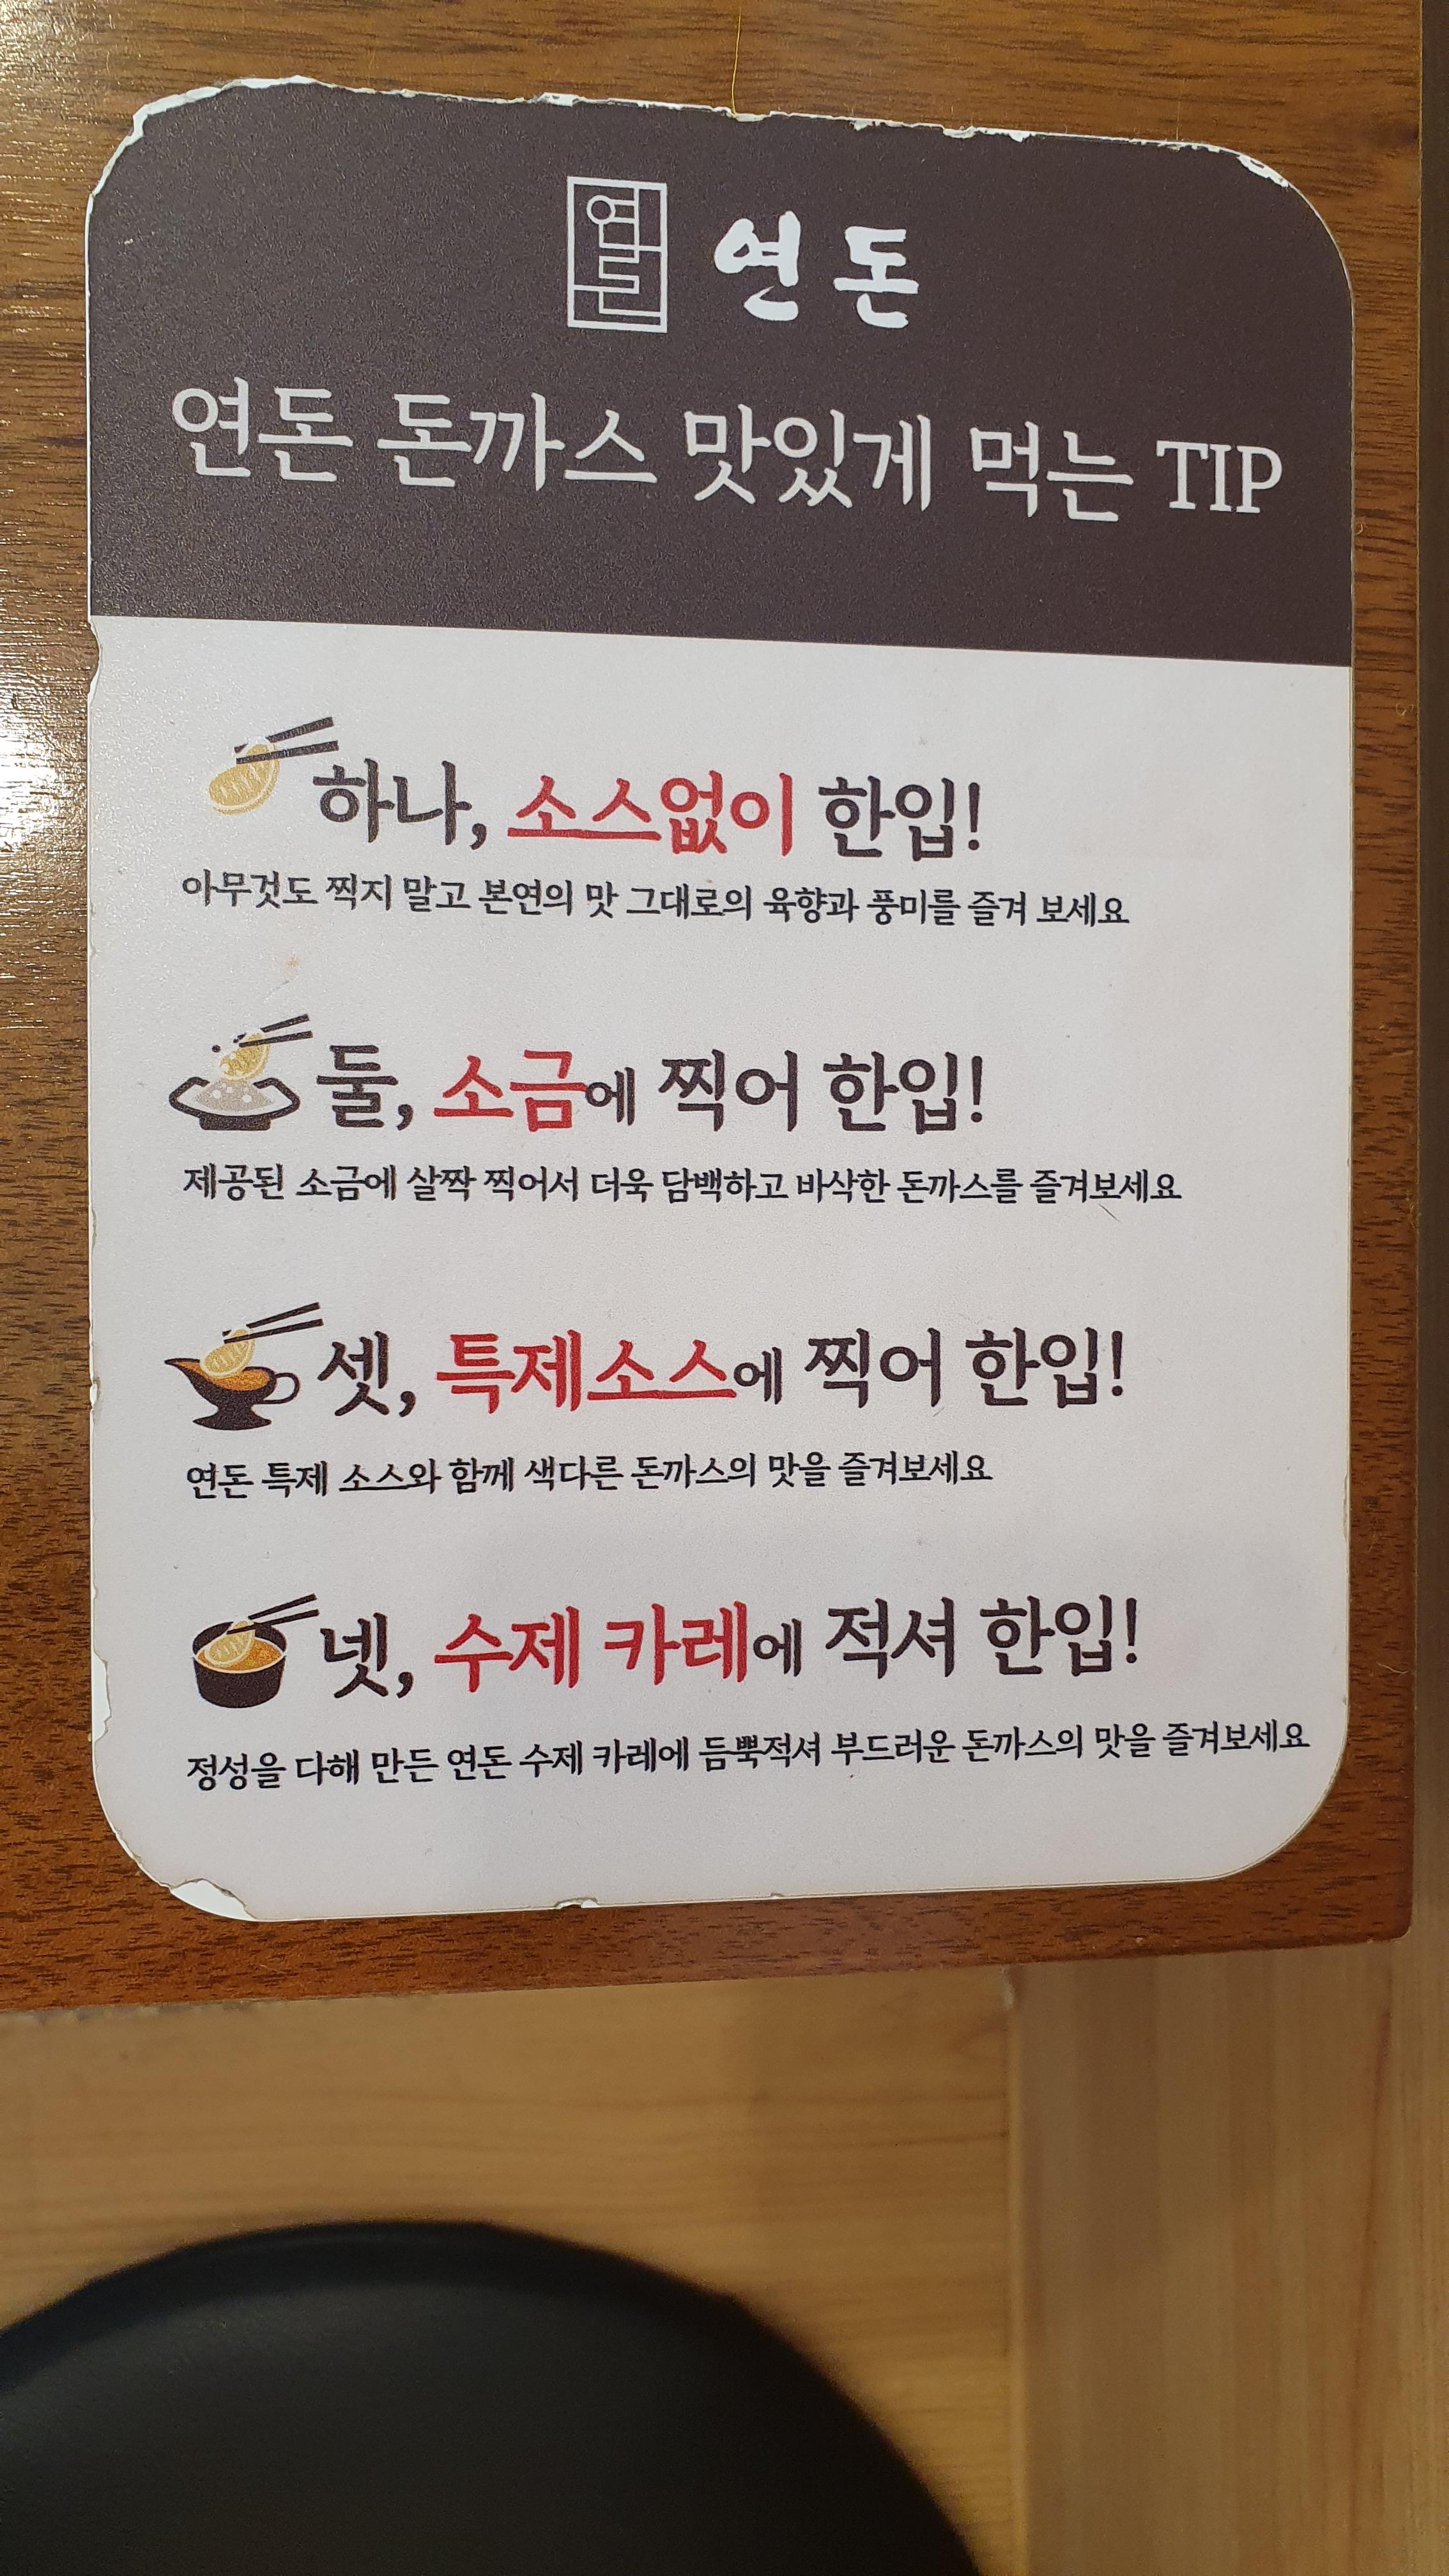 연돈 연돈
연돈 돈까스 맛있게 먹는 TIP
하나, 소스없이 한입!
아무것도 찍지 말고 본연의 맛 그대로의 육향과 풍미를 즐겨 보세요
둘, 소금에 찍어 한입!
제공된 소금에 살짝 찍어서 더욱 담백하고 바삭한 돈까스를 즐겨보세요
셋, 특제소스에 찍어 한입!
연돈 특제 소스와 함께 색다른 돈까스의 맛을 즐겨보세요
넷, 수제 카레에 적셔 한입!
정성을 다해 만든 연돈 수제 카레에 듬뿍적셔 부드러운 돈까스의 맛을 즐겨보세요